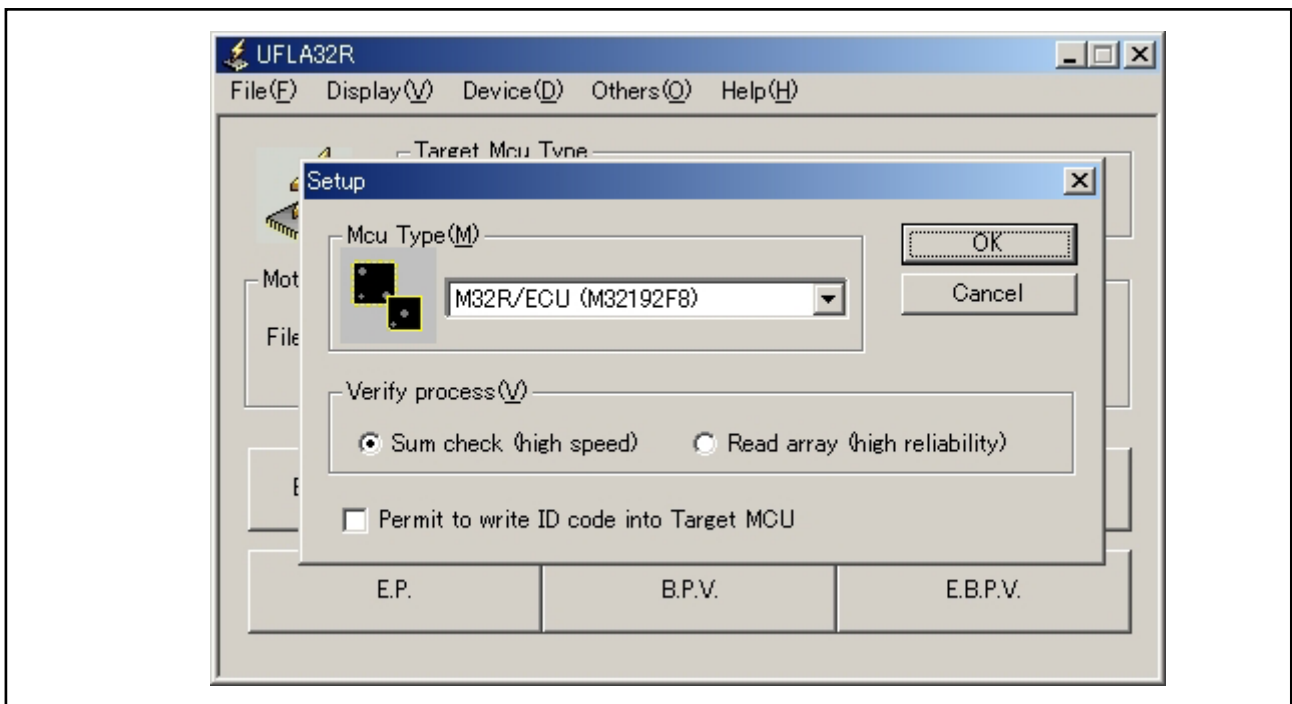 UFLA32R
File(F) Display(V) Device(D) Others(O) Help(H)
Target Mcu Type
Setup
Mcu Type(M)
OK
M32R/ECU (M32192F8)
Cancel
Mot
File
Verify process(V)
Sum check (high speed) Read array (high reliability)
Permit to write ID code into Target MCU
E.P. B.P.V. E.B.P.V.